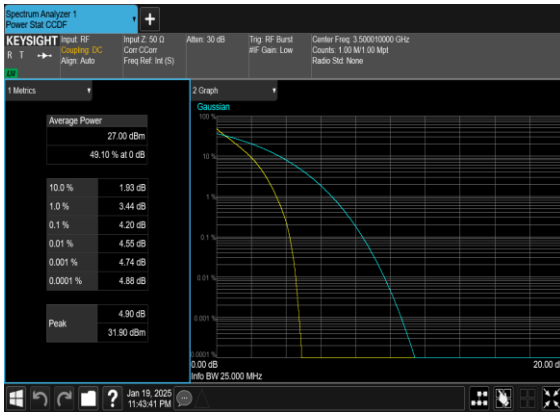 Spectrum Analyzer 1
Power Stat CCDF
+
KEYSIGHT
R T
LXI
Input: RF
Coupling: DC
Align: Auto
Input Z: 50 Ω
Corr CCorr
Freq Ref: Int (S)
Atten: 30 dB
Trig: RF Burst
#IF Gain: Low
Center Freq: 3.500010000 GHz
Counts: 1.00 M/1.00 Mpt
Radio Std: None
1 Metrics
Average Power
27.00 dBm
49.10 % at 0 dB
10.0 % 1.93 dB
1.0 % 3.44 dB
0.1 % 4.20 dB
0.01 % 4.55 dB
0.001 % 4.74 dB
0.0001 % 4.88 dB
Peak
4.90 dB
31.90 dBm
2 Graph
Gaussian
100 %
10 %
1 %
0.1 %
0.01 %
0.001 %
0.0001 %
0.00 dB
20.00 dB
Info BW 25.000 MHz
?
Jan 19, 2025
11:43:41 PM